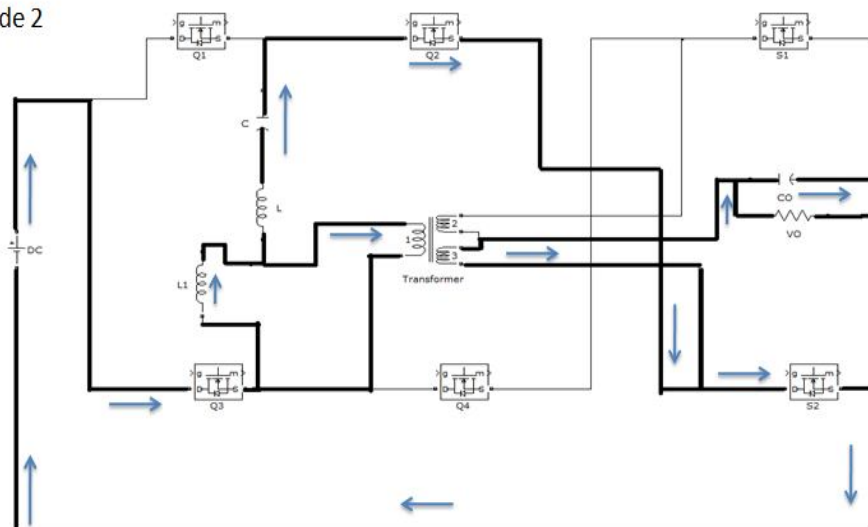 de 2
g m
D S
Q1
g m
D S
Q2
g m
D S
S1
C
L
1
2
3
Transformer
CO
VO
+
DC
L1
g m
D S
Q3
g m
D S
Q4
g m
D S
S2